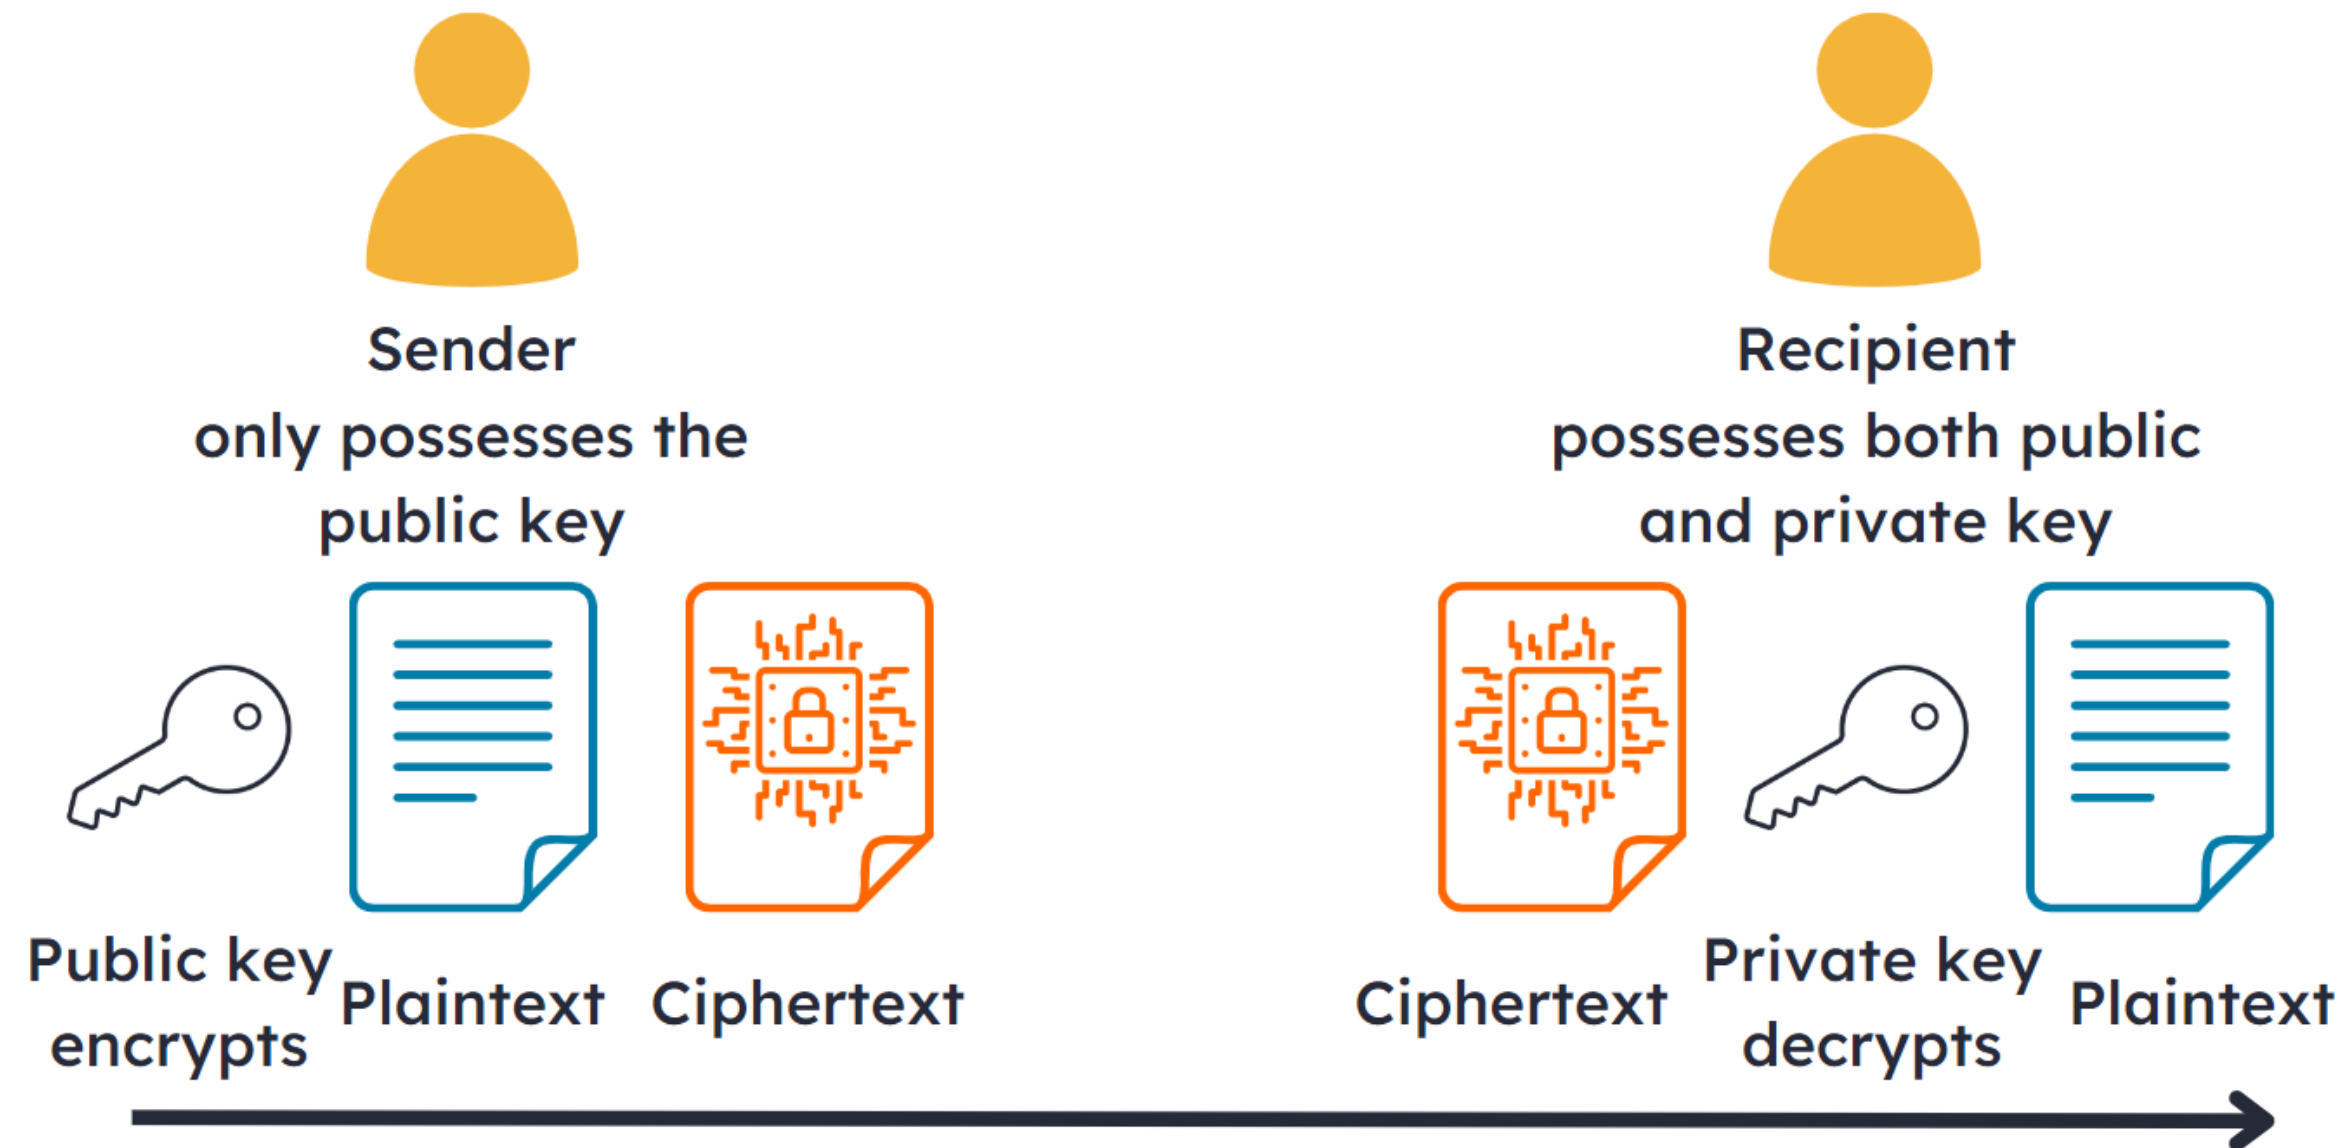 Sender
only possesses the
public key
Recipient
possesses both public
and private key
Public key
encrypts
Plaintext
Ciphertext
Ciphertext
Private key
decrypts
Plaintext